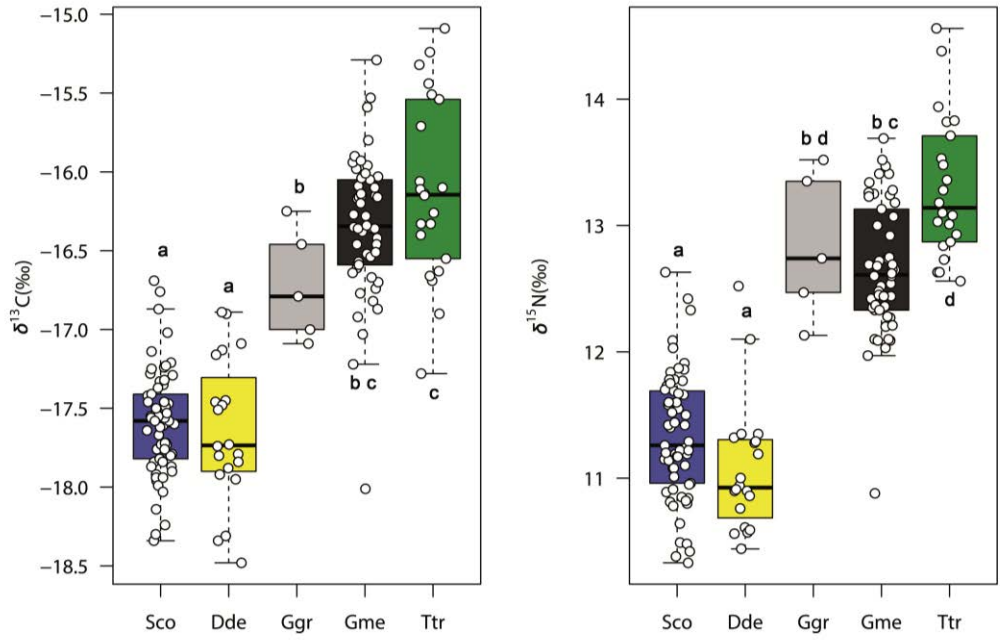 −15.0
−15.5
−16.0
−16.5
−17.0
−17.5
−18.0
−18.5
δ13C(‰)
a
a
b
b c
c
Sco Dde Ggr Gme Ttr
14
13
12
11
δ15N(‰)
a
a
b d
b c
d
Sco Dde Ggr Gme Ttr